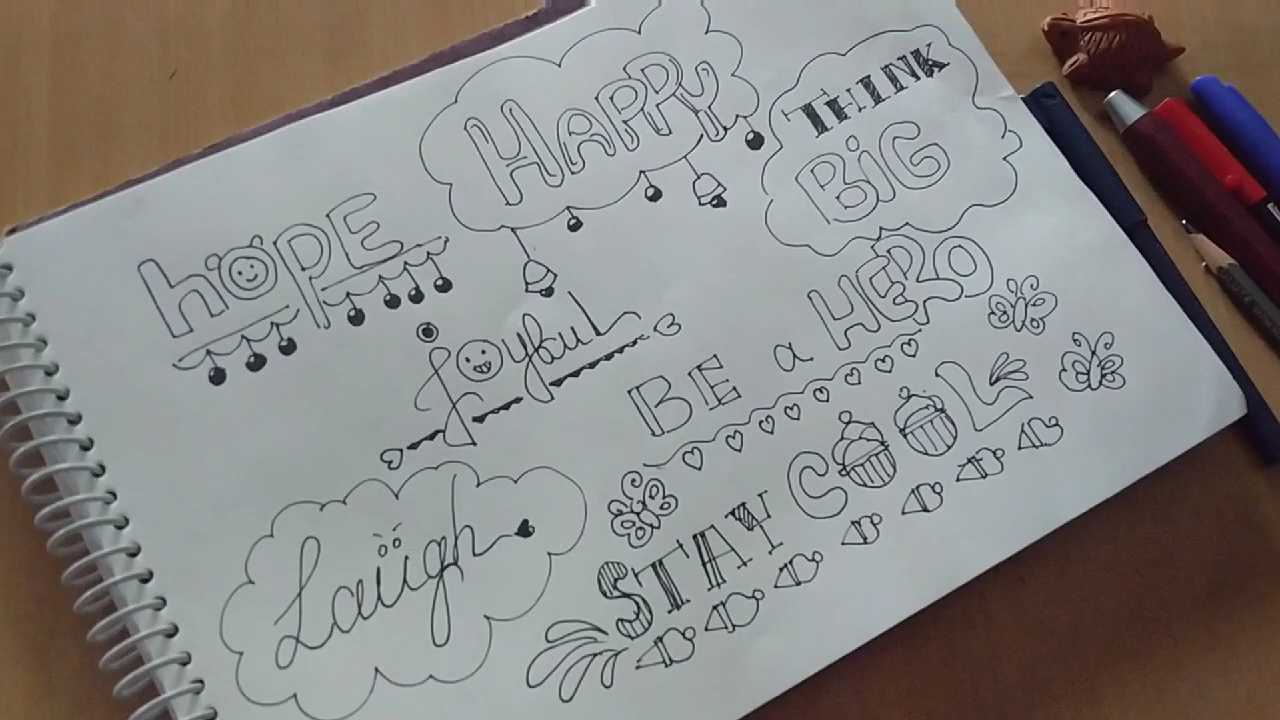 HAPPY
THINK
BiG
hOPE
JOYfuL
BE a HERO
Laugh
STAY COOL